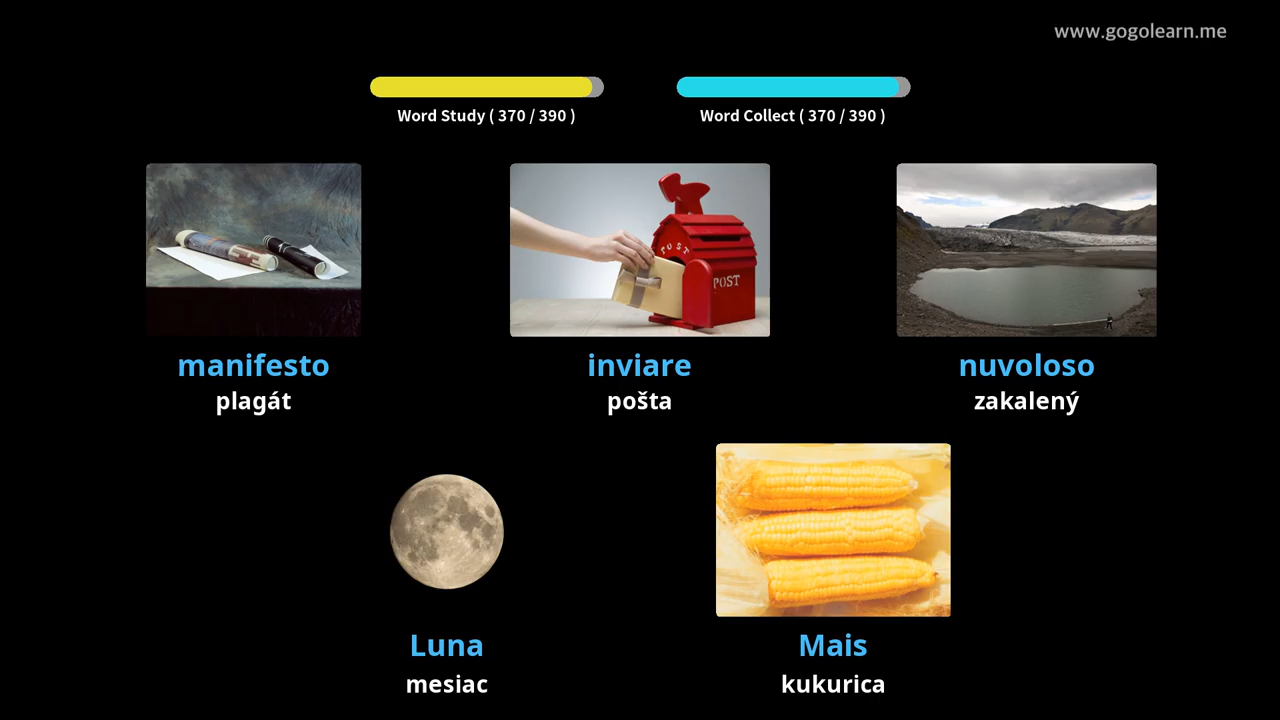 www.gogolearn.me
Word Study ( 370 / 390 )
Word Collect ( 370 / 390 )
POST
POST
manifesto
plagát
inviare
pošta
nuvoloso
zakalený
Luna
mesiac
Mais
kukurica